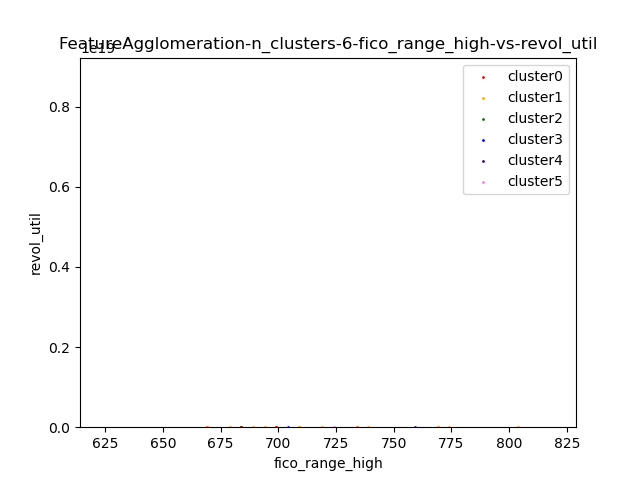 FeatureAgglomeration-n_clusters-6-fico_range_high-vs-revol_util
0.8
0.6
0.4
0.2
0.0
revol_util
cluster0
cluster1
cluster2
cluster3
cluster4
cluster5
625 650 675 700 725 750 775 800 825
fico_range_high